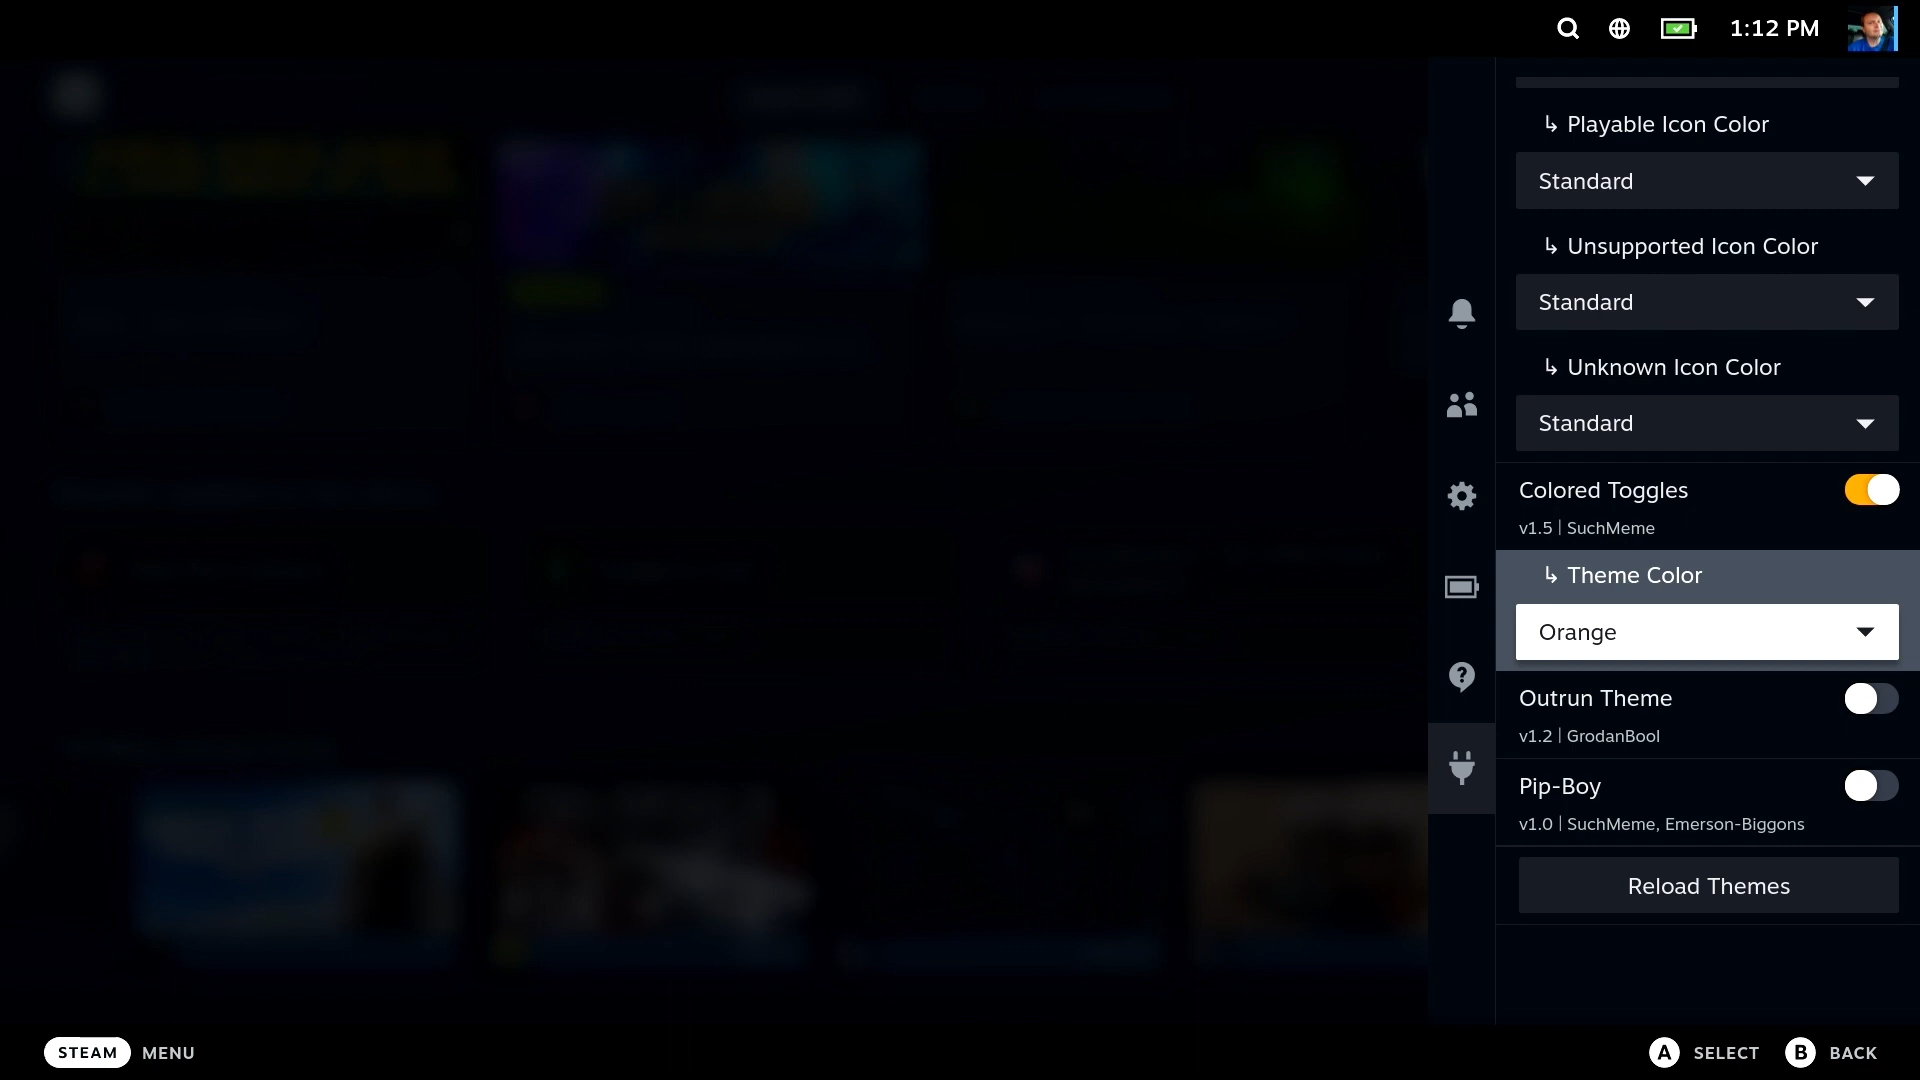 1:12 PM
↳ Playable Icon Color
Standard
↳ Unsupported Icon Color
Standard
↳ Unknown Icon Color
Standard
Colored Toggles
v1.5 | SuchMeme
↳ Theme Color
Orange
Outrun Theme
v1.2 | GrodanBool
Pip-Boy
v1.0 | SuchMeme, Emerson-Biggons
Reload Themes
STEAM MENU
A SELECT B BACK